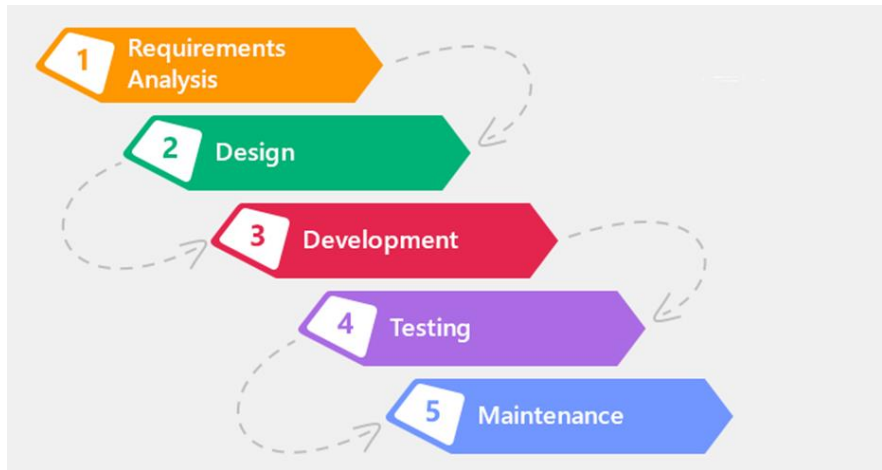 1
Requirements
Analysis
2
Design
3
Development
4
Testing
5
Maintenance